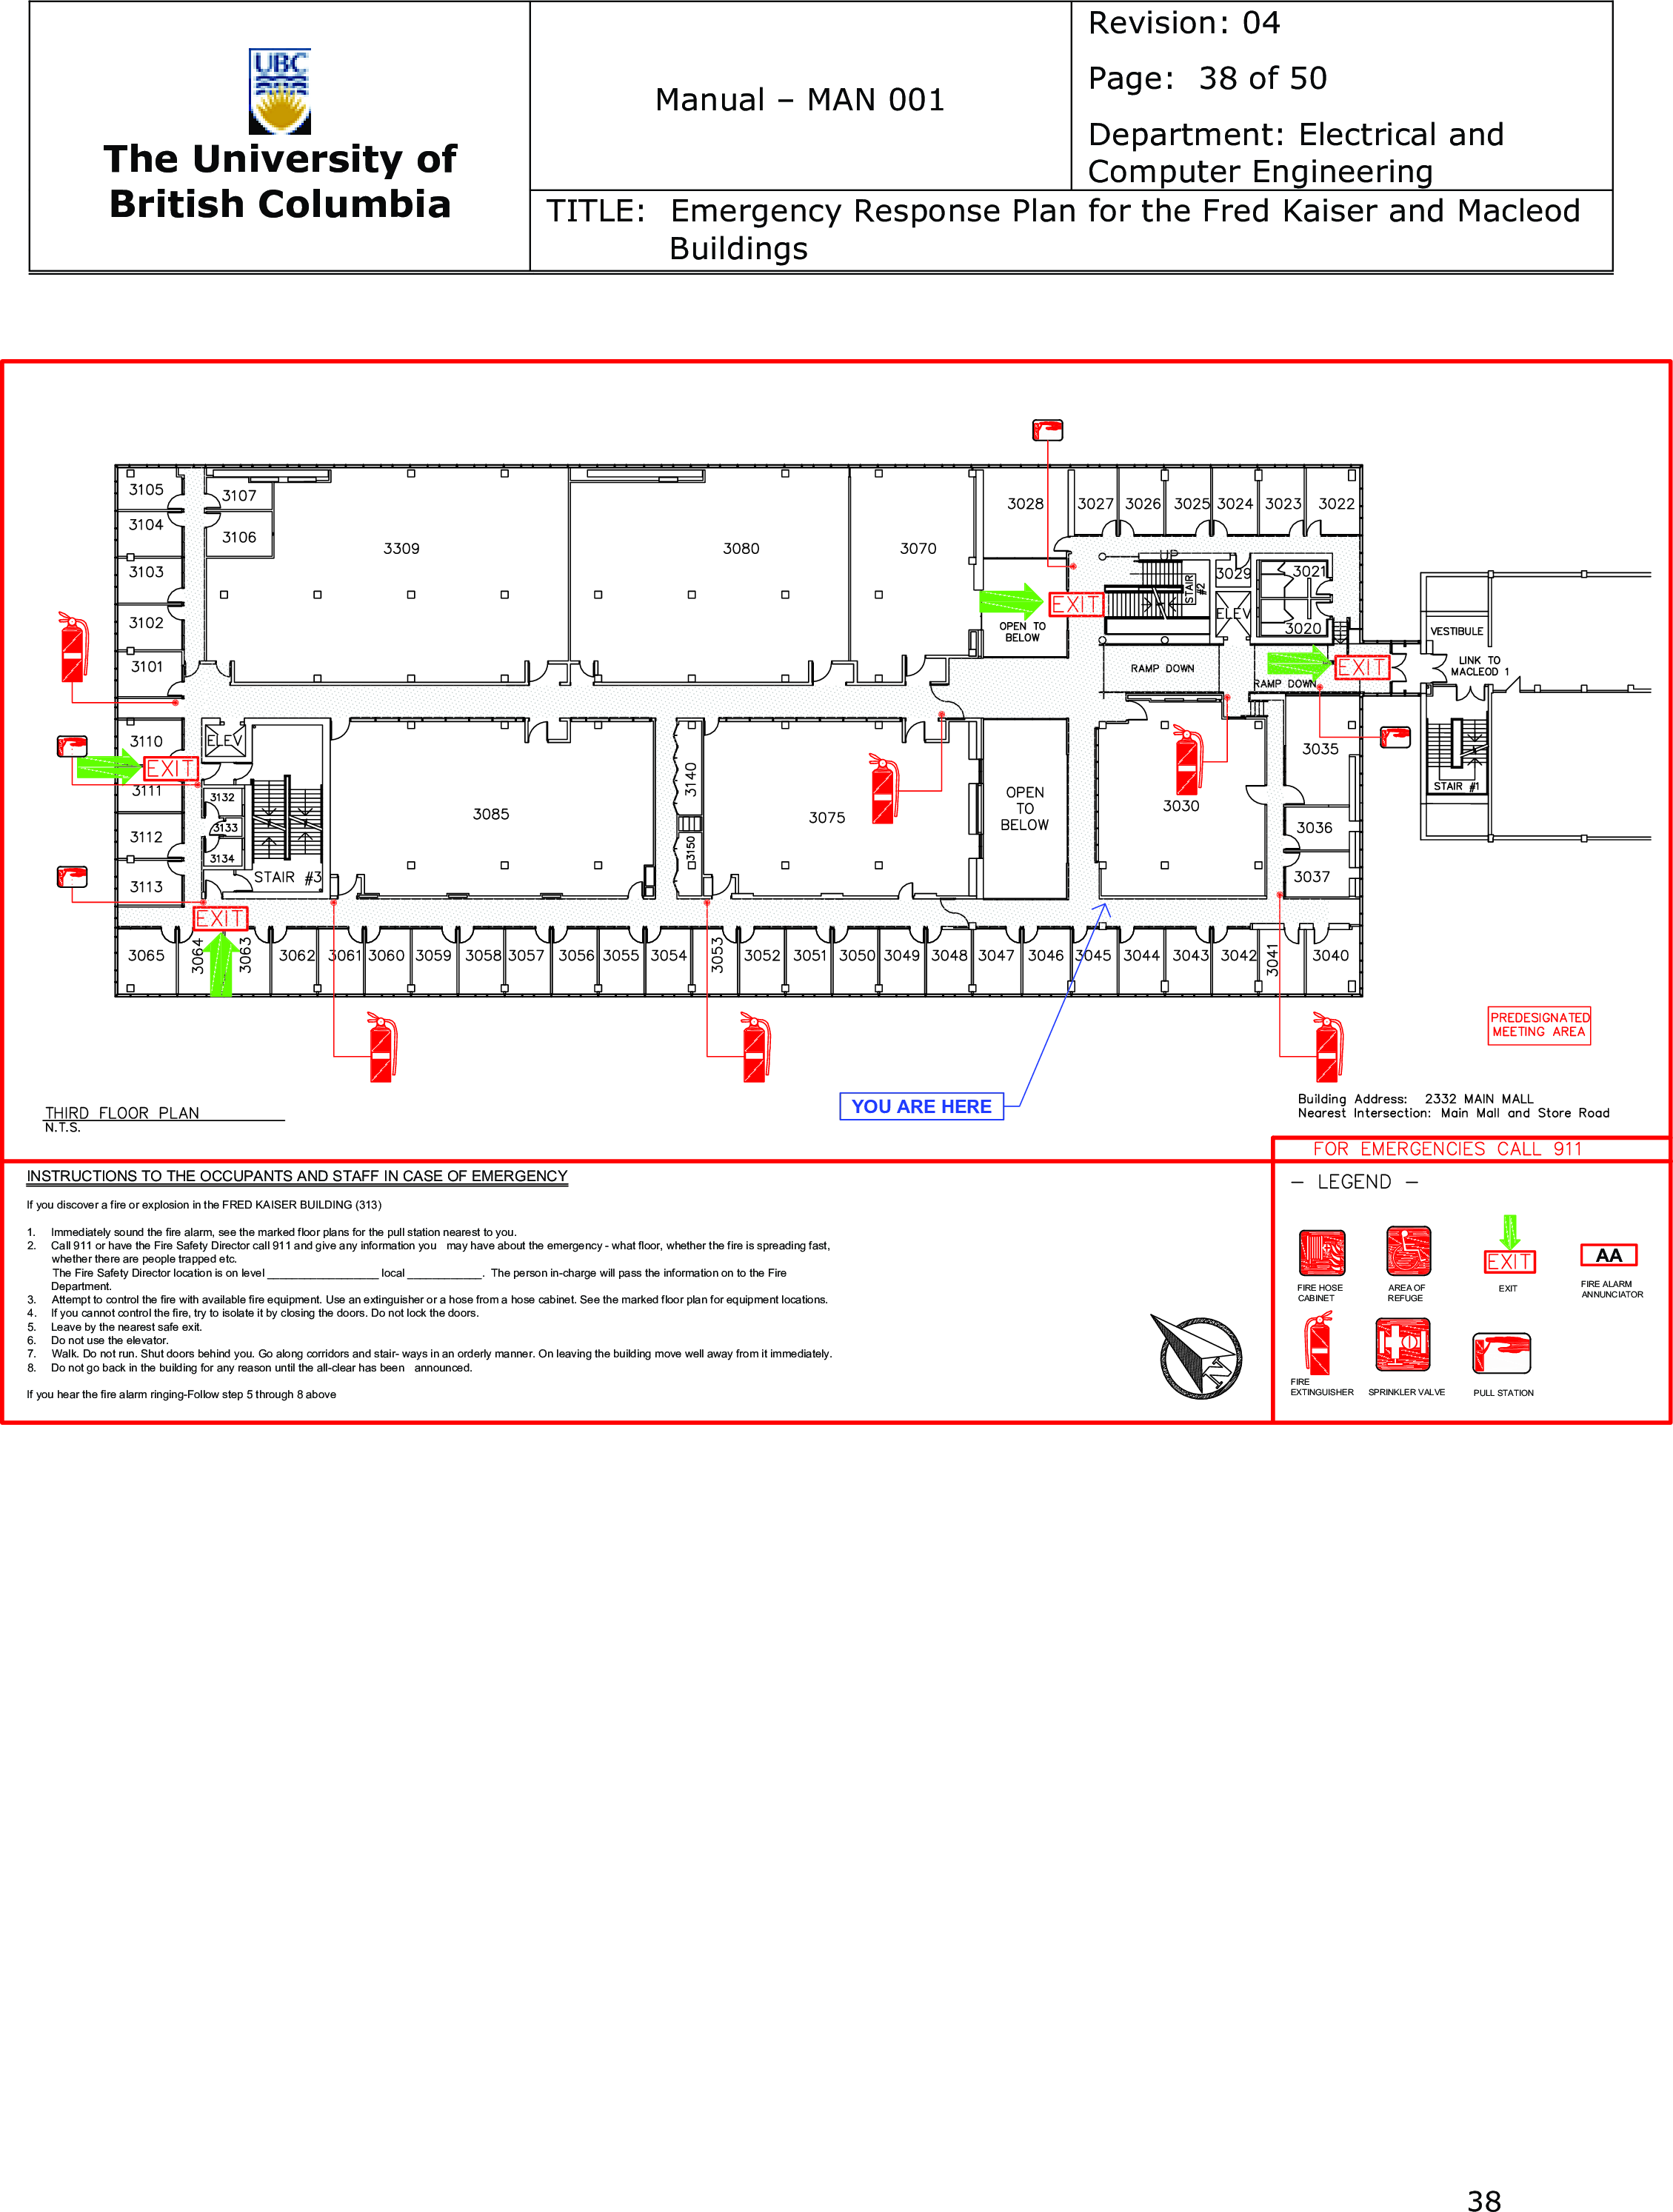 UBC
The University of
British Columbia
Manual – MAN 001
Revision: 04
Page:  38 of 50
Department: Electrical and
Computer Engineering
TITLE:  Emergency Response Plan for the Fred Kaiser and Macleod
Buildings
3105
3107
3104
3106
3103
3102
3101
3309
3080
3070
3028
3027
3026
3025
3024
3023
3022
UP
STAIR #2
3029
3021
ELEV
3020
EXIT
OPEN TO
BELOW
RAMP DOWN
EXIT
RAMP DOWN
VESTIBULE
LINK TO
MACLEOD 1
STAIR #1
3110
ELEV
EXIT
3111
3112
3113
3132
3133
3134
STAIR #3
3085
3140
3150
3075
OPEN
TO
BELOW
3030
3035
3036
3037
EXIT
3065
3064
3063
3062
3061
3060
3059
3058
3057
3056
3055
3054
3053
3052
3051
3050
3049
3048
3047
3046
3045
3044
3043
3042
3041
3040
PREDESIGNATED
MEETING AREA
YOU ARE HERE
THIRD FLOOR PLAN
N.T.S.
Building Address:  2332 MAIN MALL
Nearest Intersection: Main Mall and Store Road
FOR EMERGENCIES CALL 911
INSTRUCTIONS TO THE OCCUPANTS AND STAFF IN CASE OF EMERGENCY
If you discover a fire or explosion in the FRED KAISER BUILDING (313)
1. Immediately sound the fire alarm, see the marked floor plans for the pull station nearest to you.
2. Call 911 or have the Fire Safety Director call 911 and give any information you may have about the emergency - what floor, whether the fire is spreading fast,
whether there are people trapped etc.
The Fire Safety Director location is on level __________________ local ____________. The person in-charge will pass the information on to the Fire
Department.
3. Attempt to control the fire with available fire equipment. Use an extinguisher or a hose from a hose cabinet. See the marked floor plan for equipment locations.
4. If you cannot control the fire, try to isolate it by closing the doors. Do not lock the doors.
5. Leave by the nearest safe exit.
6. Do not use the elevator.
7. Walk. Do not run. Shut doors behind you. Go along corridors and stair- ways in an orderly manner. On leaving the building move well away from it immediately.
8. Do not go back in the building for any reason until the all-clear has been announced.
If you hear the fire alarm ringing-Follow step 5 through 8 above
N
– LEGEND –
FIRE HOSE
CABINET
AREA OF
REFUGE
EXIT
EXIT
AA
FIRE ALARM
ANNUNCIATOR
FIRE
EXTINGUISHER
SPRINKLER VALVE
PULL STATION
38